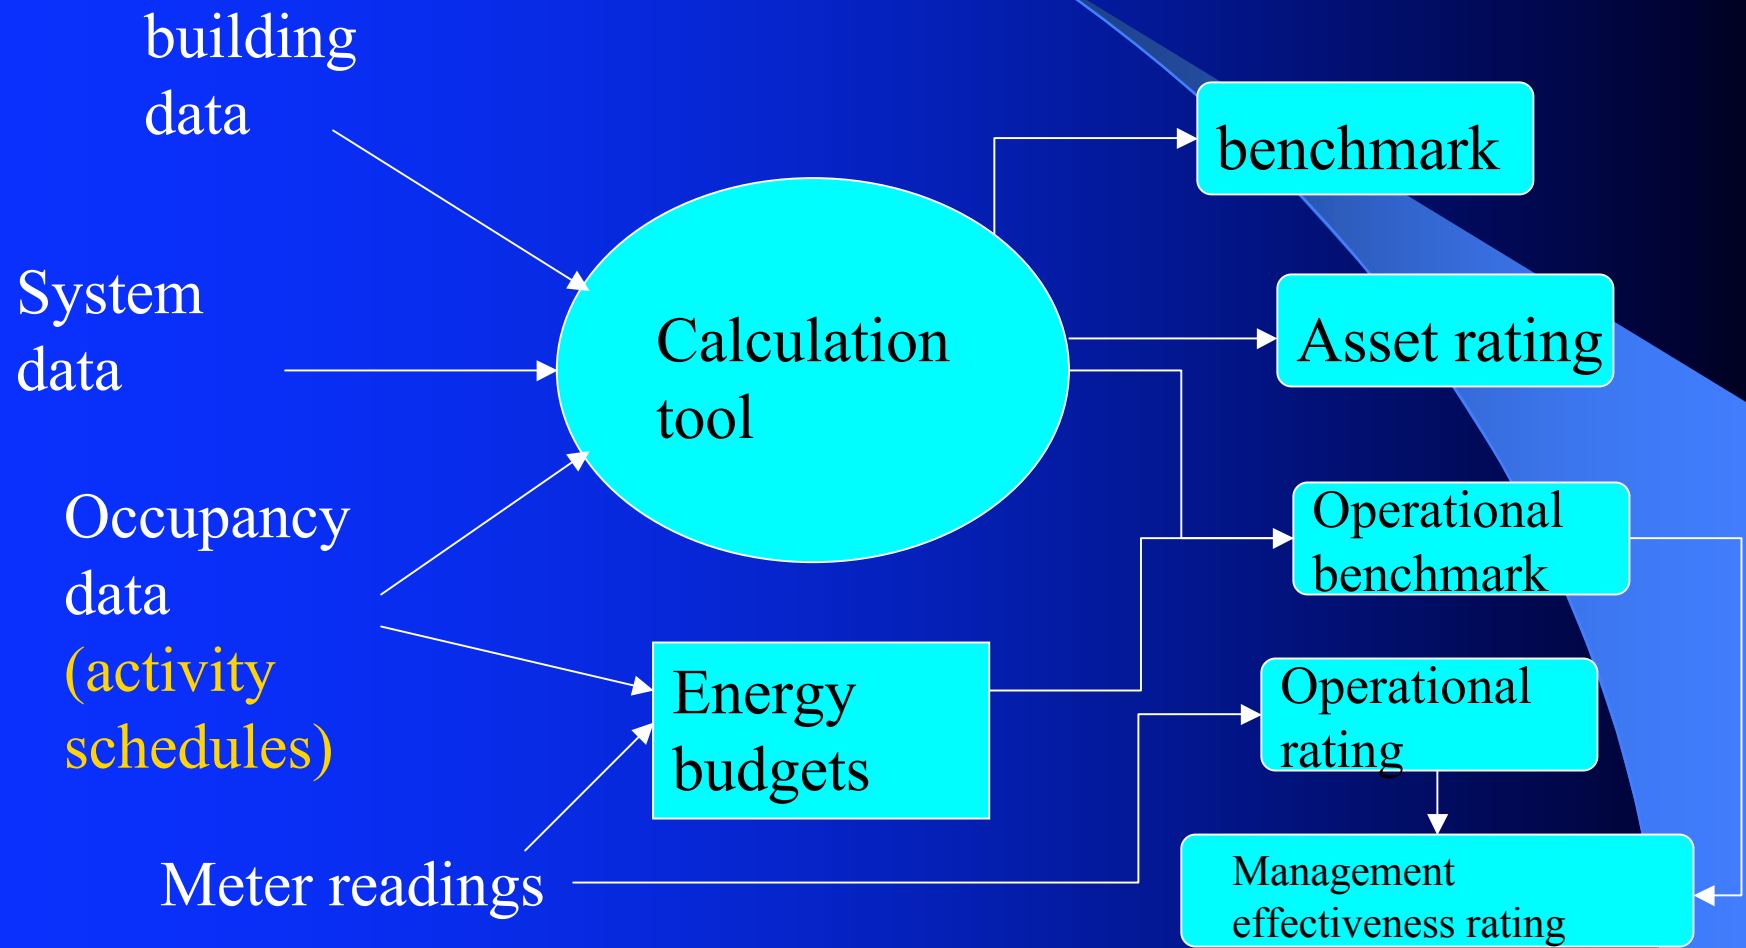 building
data
System
data
Occupancy
data
(activity
schedules)
Meter readings
Calculation
tool
Energy
budgets
benchmark
Asset rating
Operational
benchmark
Operational
rating
Management
effectiveness rating